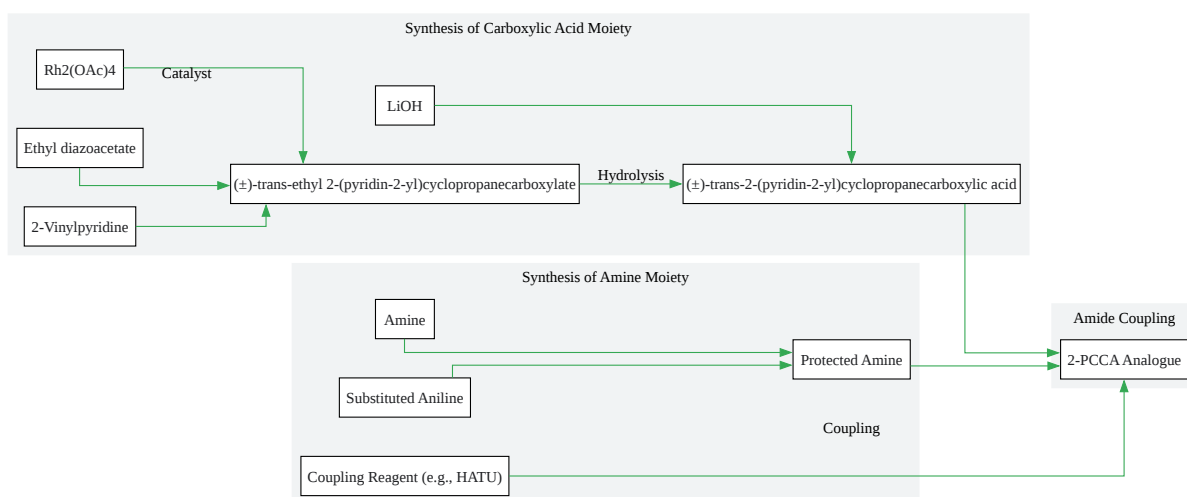 Synthesis of Carboxylic Acid Moiety
Rh2(OAc)4
Catalyst
LiOH
Ethyl diazoacetate
(±)-trans-ethyl 2-(pyridin-2-yl)cyclopropanecarboxylate
Hydrolysis
(±)-trans-2-(pyridin-2-yl)cyclopropanecarboxylic acid
2-Vinylpyridine
Synthesis of Amine Moiety
Amine
Substituted Aniline
Protected Amine
Coupling
Coupling Reagent (e.g., HATU)
Amide Coupling
2-PCCA Analogue